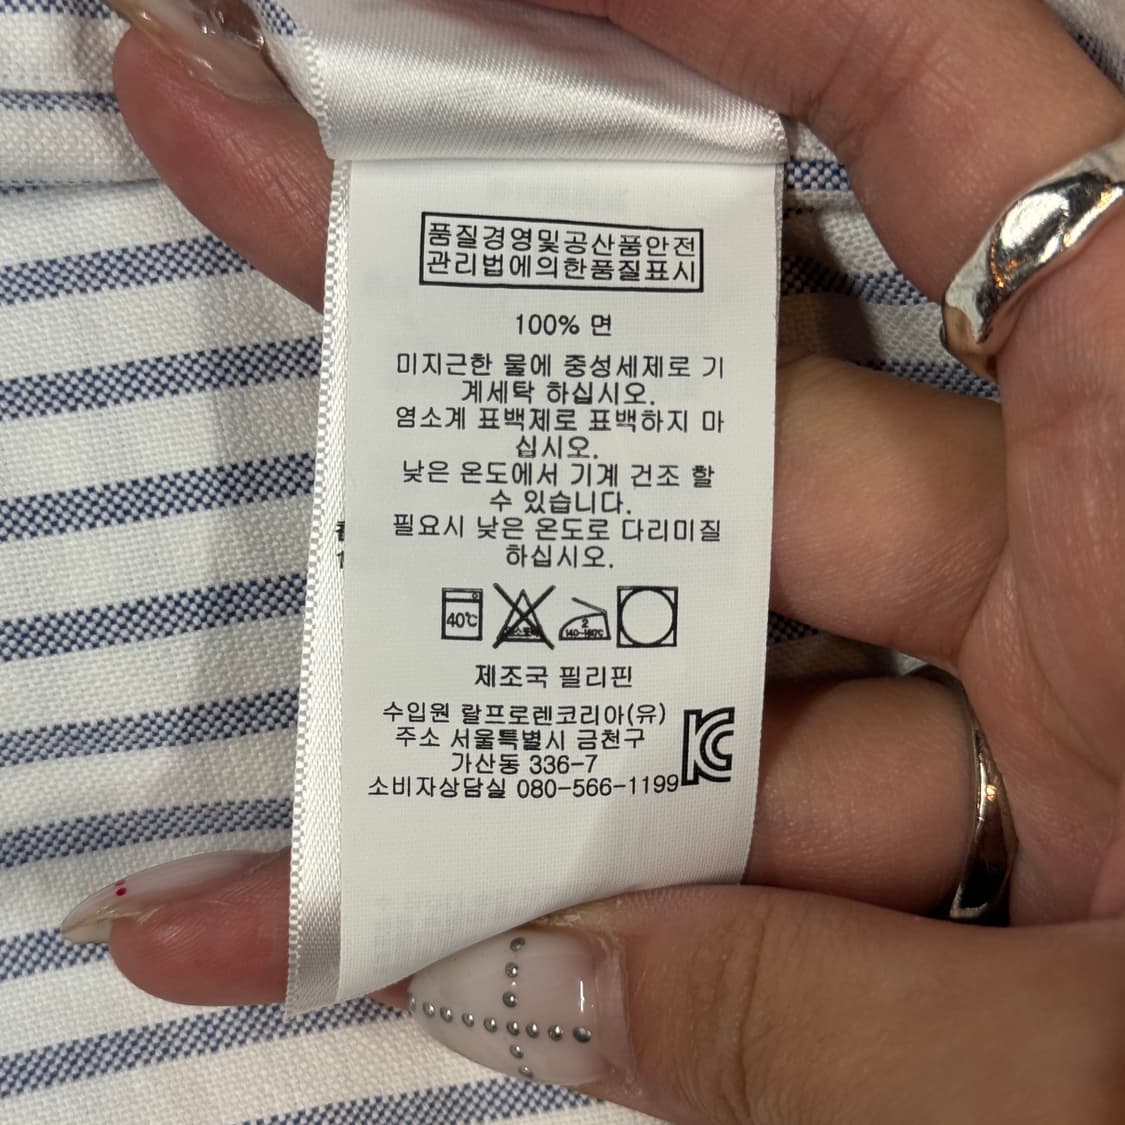 품질경영및공산품안전
관리법에의한품질표시
100% 면
미지근한 물에 중성세제로 기
계세탁 하십시오.
염소계 표백제로 표백하지 마
십시오.
낮은 온도에서 기계 건조 할
수 있습니다.
필요시 낮은 온도로 다리미질
하십시오.
40℃
2
140~160℃
제조국 필리핀
수입원 랄프로렌코리아(유)
주소 서울특별시 금천구
가산동 336-7
소비자상담실 080-566-1199
KC